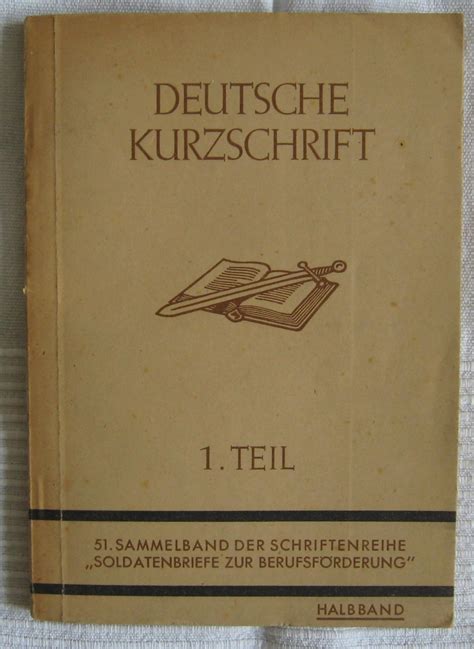 DEUTSCHE
KURZSCHRIFT
1. TEIL
51. SAMMELBAND DER SCHRIFTENREIHE
„SOLDATENBRIEFE ZUR BERUFSFÖRDERUNG"
HALBBAND